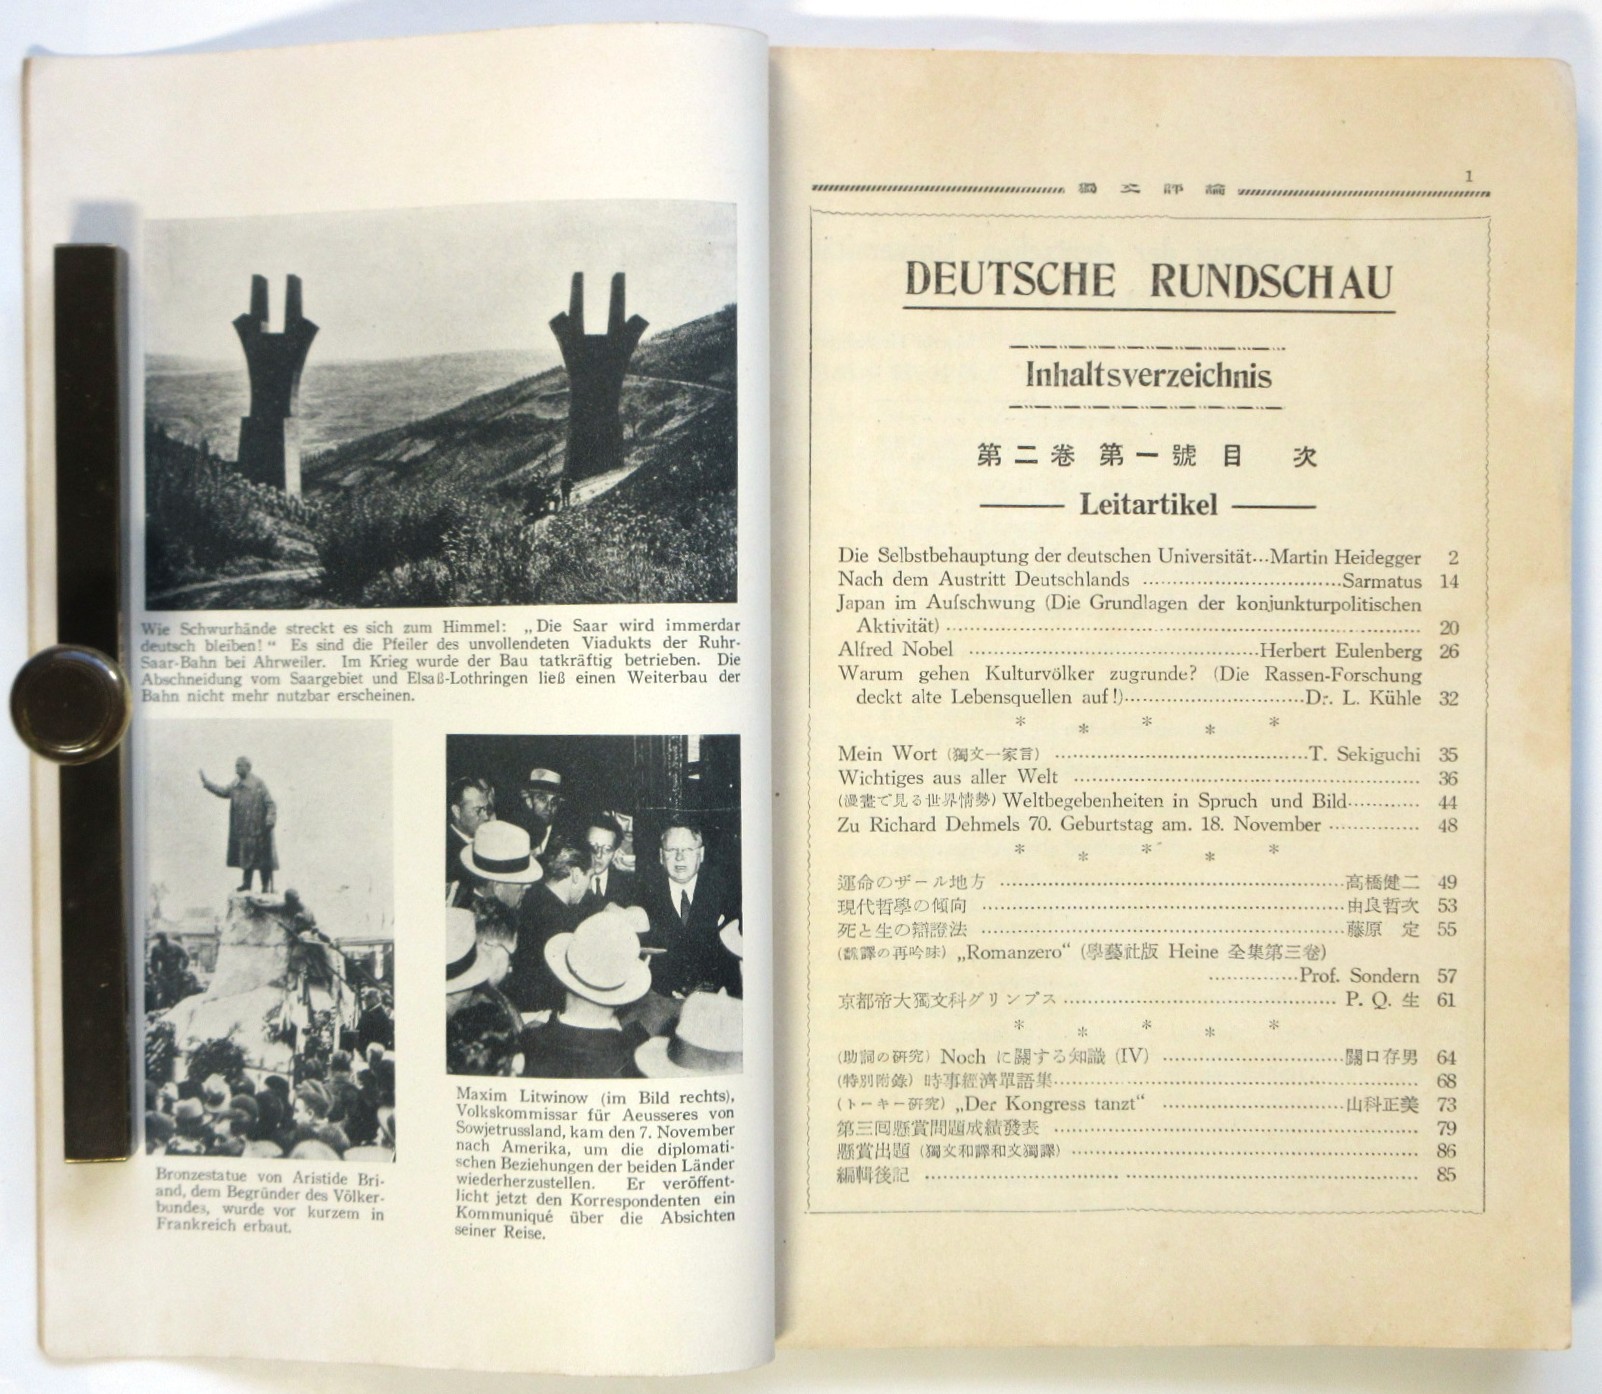 Wie Schwurhände streckt es sich zum Himmel: „Die Saar wird immerdar
deutsch bleiben!“ Es sind die Pfeiler des unvollendeten Viadukts der Ruhr-
Saar-Bahn bei Ahrweiler. Im Krieg wurde der Bau tatkräftig betrieben. Die
Abschneidung vom Saargebiet und Elsaß-Lothringen ließ einen Weiterbau der
Bahn nicht mehr nutzbar erscheinen.
Bronzestatue von Aristide Bri-
and, dem Begründer des Völker-
bundes, wurde vor kurzem in
Frankreich erbaut.
Maxim Litwinow (im Bild rechts),
Volkskommissar für Aeusseres von
Sowjetrussland, kam den 7. November
nach Amerika, um die diplomati-
schen Beziehungen der beiden Länder
wiederherzustellen. Er veröffent-
licht jetzt den Korrespondenten ein
Kommuniqué über die Absichten
seiner Reise.
1
獨文評論
DEUTSCHE RUNDSCHAU
Inhaltsverzeichnis
第二卷 第一號 目 次
Leitartikel
Die Selbstbehauptung der deutschen Universität...Martin Heidegger 2
Nach dem Austritt Deutschlands ........ Sarmatus 14
Japan im Aufschwung (Die Grundlagen der konjunkturpolitischen
Aktivität) ........ 20
Alfred Nobel ........ Herbert Eulenberg 26
Warum gehen Kulturvölker zugrunde? (Die Rassen-Forschung
deckt alte Lebensquellen auf!)........ Dr. L. Kühle 32
* * * * *
Mein Wort (獨文一家言) ........ T. Sekiguchi 35
Wichtiges aus aller Welt ........ 36
(漫畫で見る世界情勢) Weltbegebenheiten in Spruch und Bild........ 44
Zu Richard Dehmels 70. Geburtstag am. 18. November ........ 48
* * * * *
運命のザール地方 ........ 高橋健二 49
現代哲學の傾向 ........ 由良哲次 53
死と生の辯證法 ........ 藤原 定 55
(飜譯の再吟味) „Romanzero“ (學藝社版 Heine 全集第三卷)
........ Prof. Sondern 57
京都帝大獨文科グリンプス ........ P. Q. 生 61
* * * * *
(助詞の研究) Noch に關する知識 (IV) ........ 關口存男 64
(特別附錄) 時事經濟單語集........ 68
(トーキー研究) „Der Kongress tanzt“ ........ 山科正美 73
第三回懸賞問題成績發表 ........ 79
懸賞出題 (獨文和譯和文獨譯) ........ 86
編輯後記 ........ 85